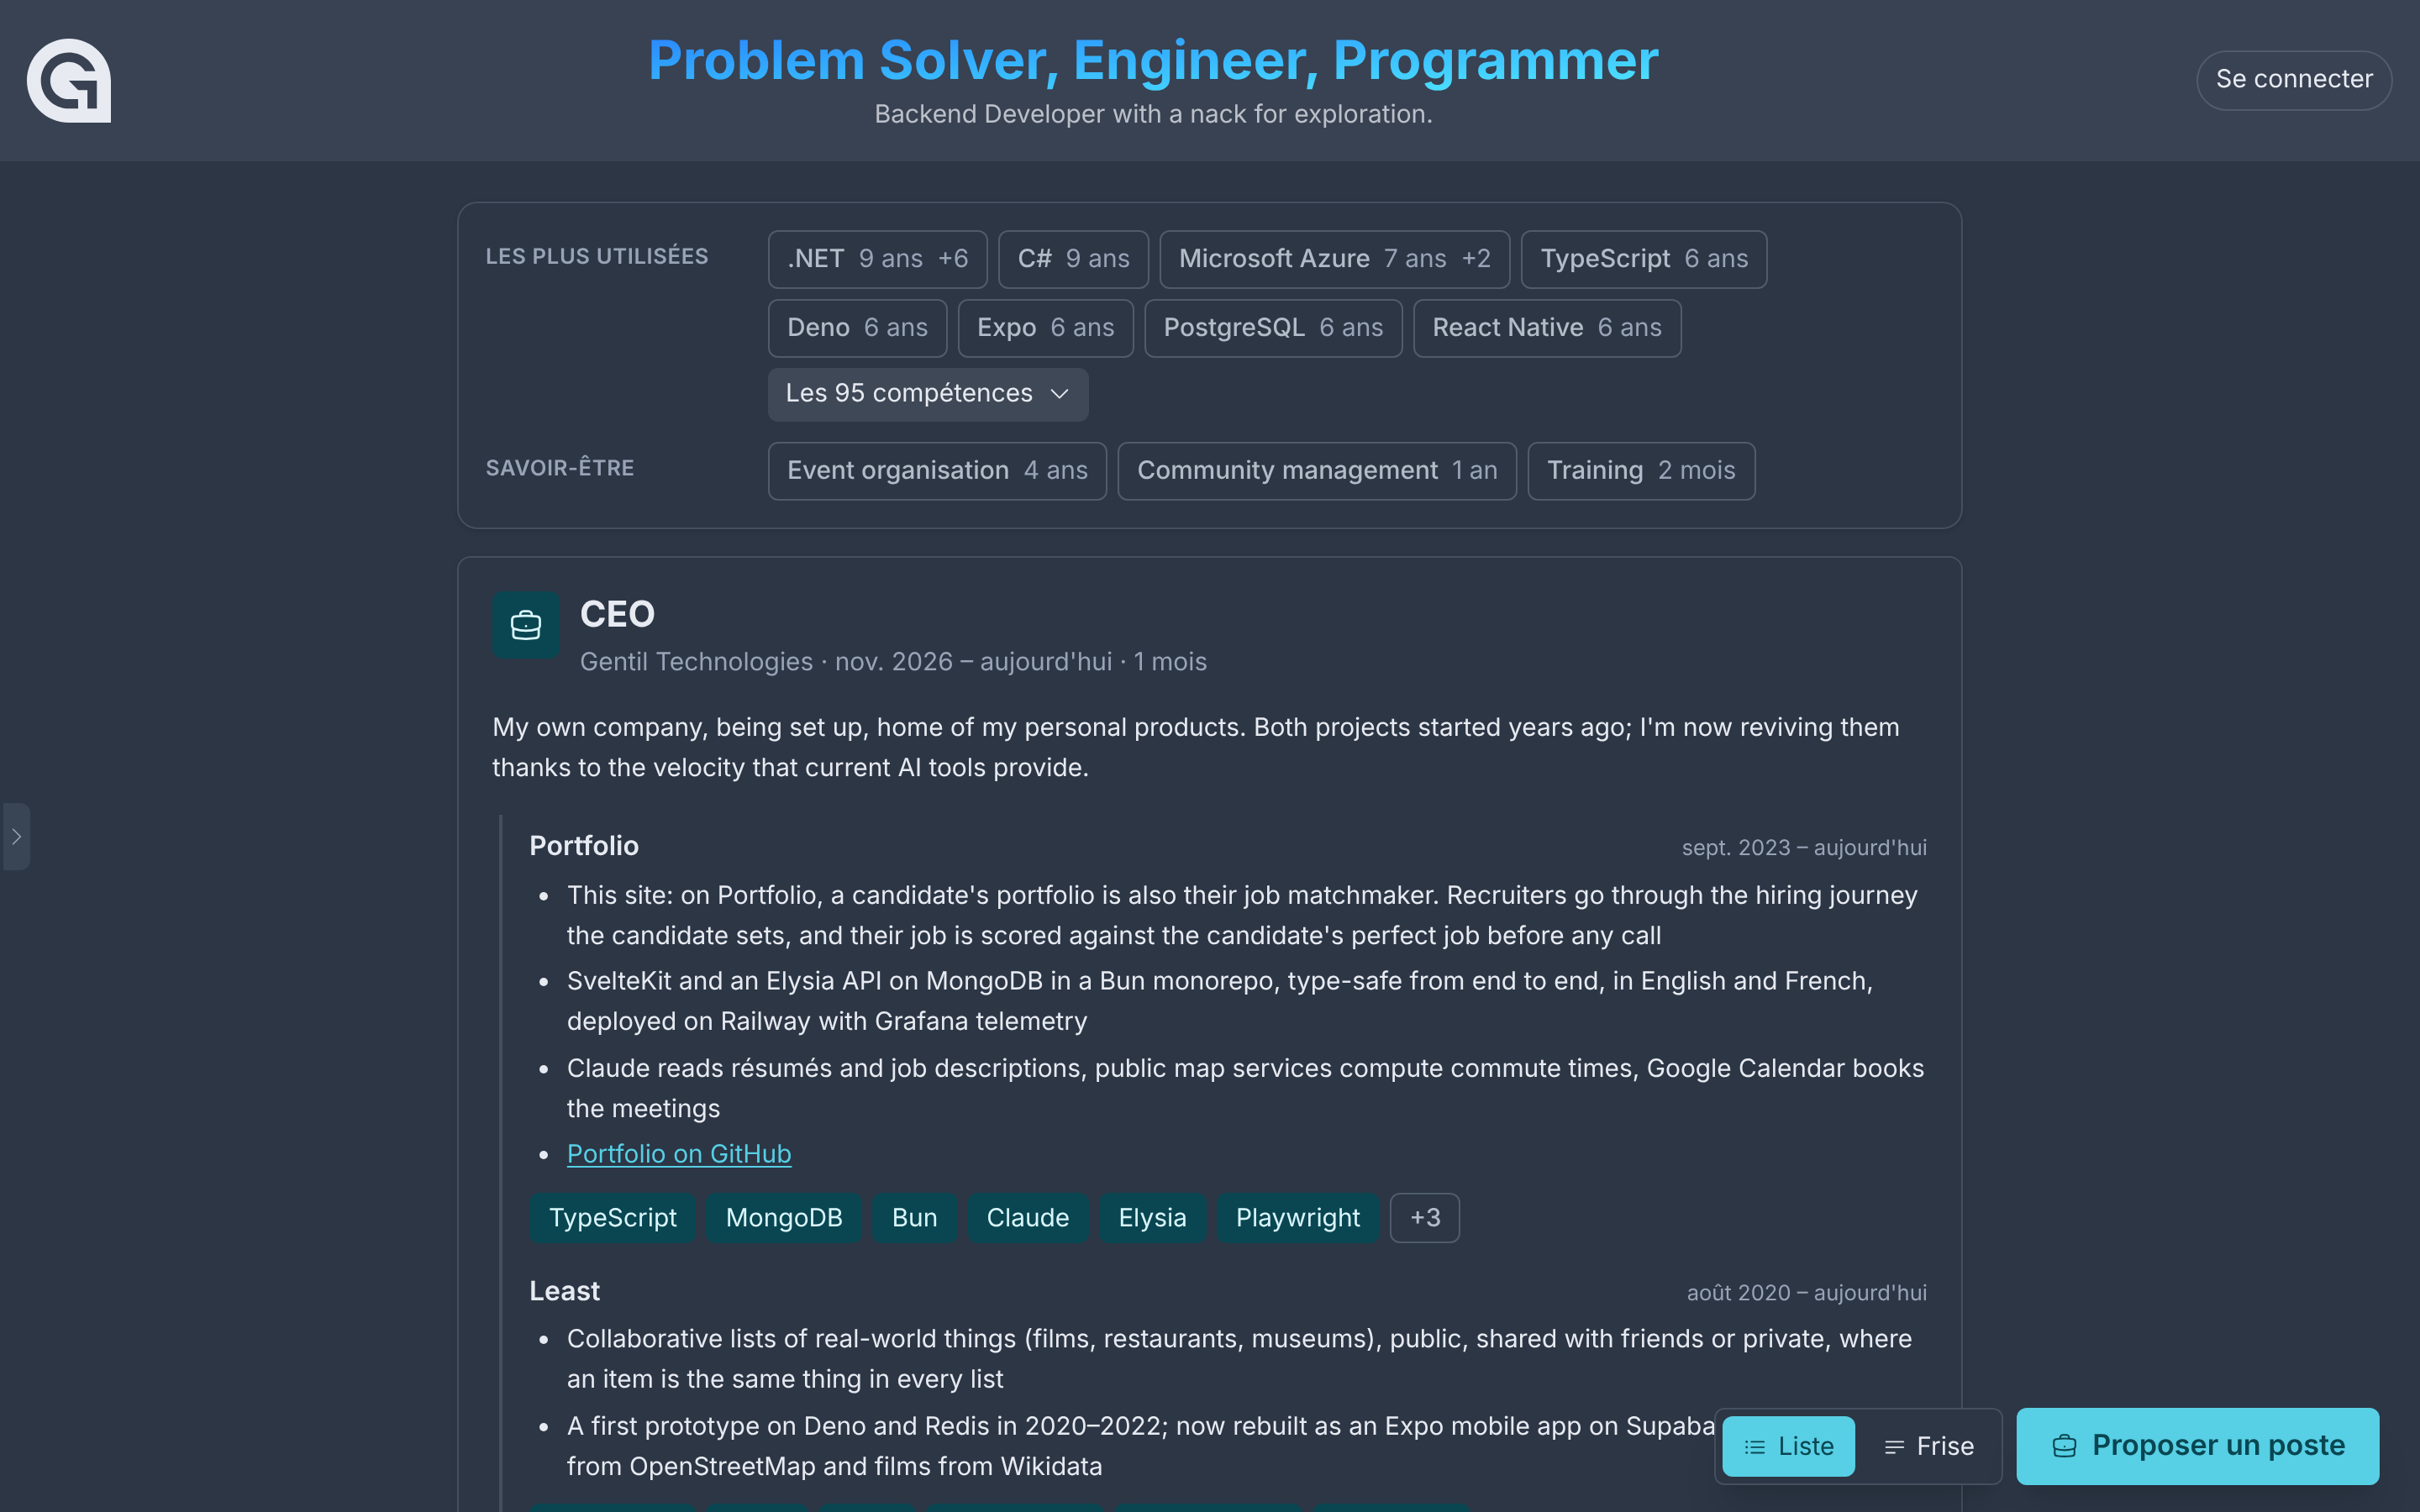 Problem Solver, Engineer, Programmer
Backend Developer with a nack for exploration.
Se connecter
LES PLUS UTILISÉES
.NET 9 ans +6
C# 9 ans
Microsoft Azure 7 ans +2
TypeScript 6 ans
Deno 6 ans
Expo 6 ans
PostgreSQL 6 ans
React Native 6 ans
Les 95 compétences
SAVOIR-ÊTRE
Event organisation 4 ans
Community management 1 an
Training 2 mois
CEO
Gentil Technologies · nov. 2026 – aujourd'hui · 1 mois
My own company, being set up, home of my personal products. Both projects started years ago; I'm now reviving them
thanks to the velocity that current AI tools provide.
Portfolio
sept. 2023 – aujourd'hui
• This site: on Portfolio, a candidate's portfolio is also their job matchmaker. Recruiters go through the hiring journey
the candidate sets, and their job is scored against the candidate's perfect job before any call
• SvelteKit and an Elysia API on MongoDB in a Bun monorepo, type-safe from end to end, in English and French,
deployed on Railway with Grafana telemetry
• Claude reads résumés and job descriptions, public map services compute commute times, Google Calendar books
the meetings
• Portfolio on GitHub
TypeScript
MongoDB
Bun
Claude
Elysia
Playwright
+3
Least
août 2020 – aujourd'hui
• Collaborative lists of real-world things (films, restaurants, museums), public, shared with friends or private, where
an item is the same thing in every list
• A first prototype on Deno and Redis in 2020–2022; now rebuilt as an Expo mobile app on Supaba
from OpenStreetMap and films from Wikidata
Liste
Frise
Proposer un poste